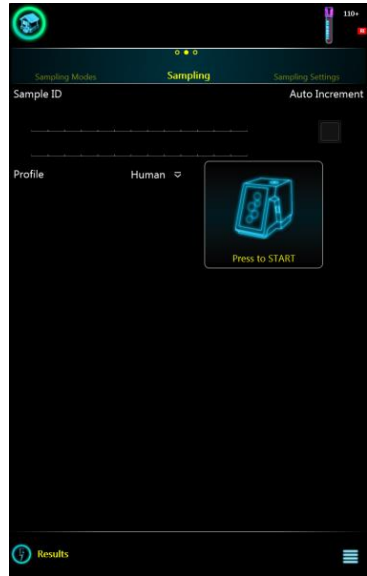 110+
H
Sampling Modes
Sampling
Sampling Settings
Sample ID
Auto Increment
Profile
Human
Press to START
Results